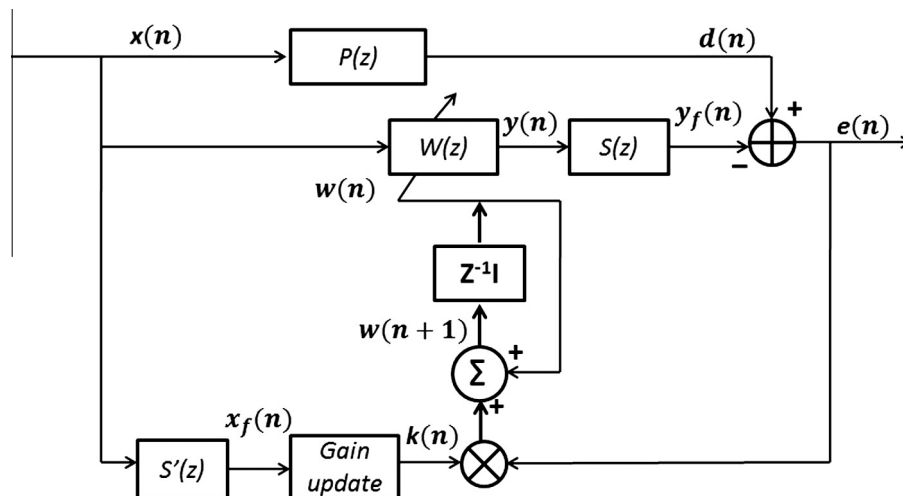 x(n)
P(z)
d(n)
+
e(n)
W(z)
y(n)
S(z)
y_f(n)
−
w(n)
Z⁻¹I
w(n + 1)
+
Σ
+
S'(z)
x_f(n)
Gain
update
k(n)